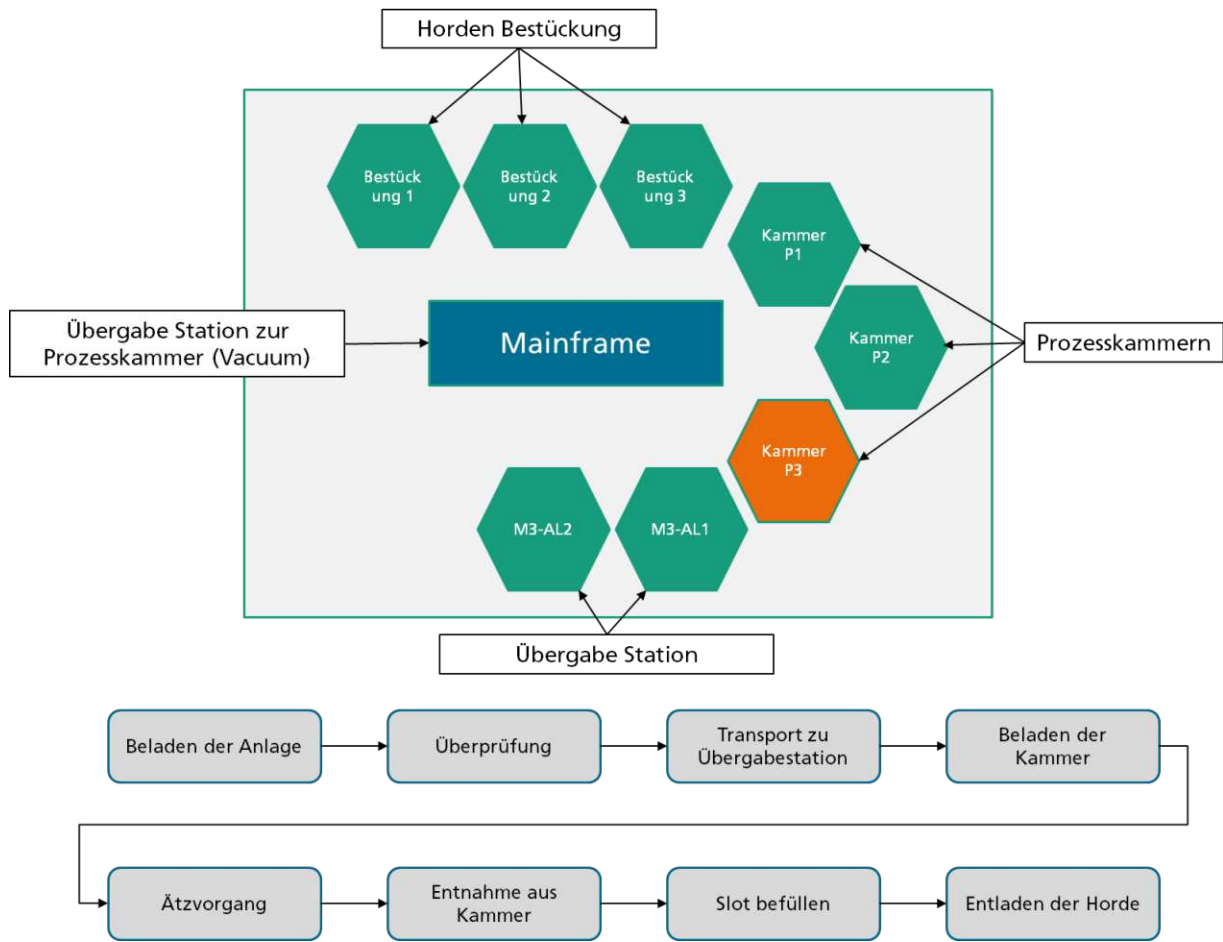 Horden Bestückung
Bestück
ung 1
Bestück
ung 2
Bestück
ung 3
Kammer
P1
Übergabe Station zur
Prozesskammer (Vacuum)
Mainframe
Kammer
P2
Prozesskammern
Kammer
P3
M3-AL2
M3-AL1
Übergabe Station
Beladen der Anlage
Überprüfung
Transport zu
Übergabestation
Beladen der
Kammer
Ätzvorgang
Entnahme aus
Kammer
Slot befüllen
Entladen der Horde